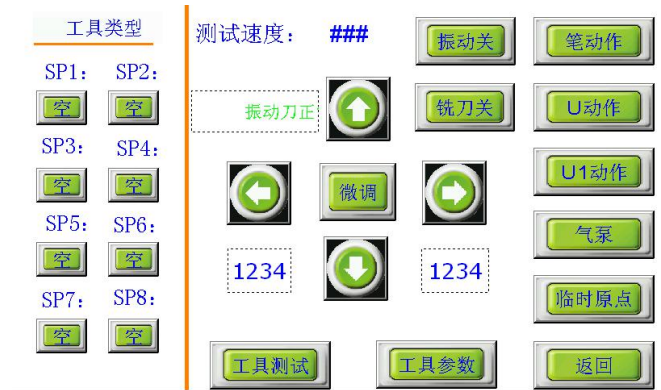 工具类型
SP1: SP2:
空 空
SP3: SP4:
空 空
SP5: SP6:
空 空
SP7: SP8:
空 空
测试速度: ###
振动关
笔动作
振动刀正
铣刀关
U动作
微调
U1动作
1234
1234
气泵
临时原点
工具测试
工具参数
返回